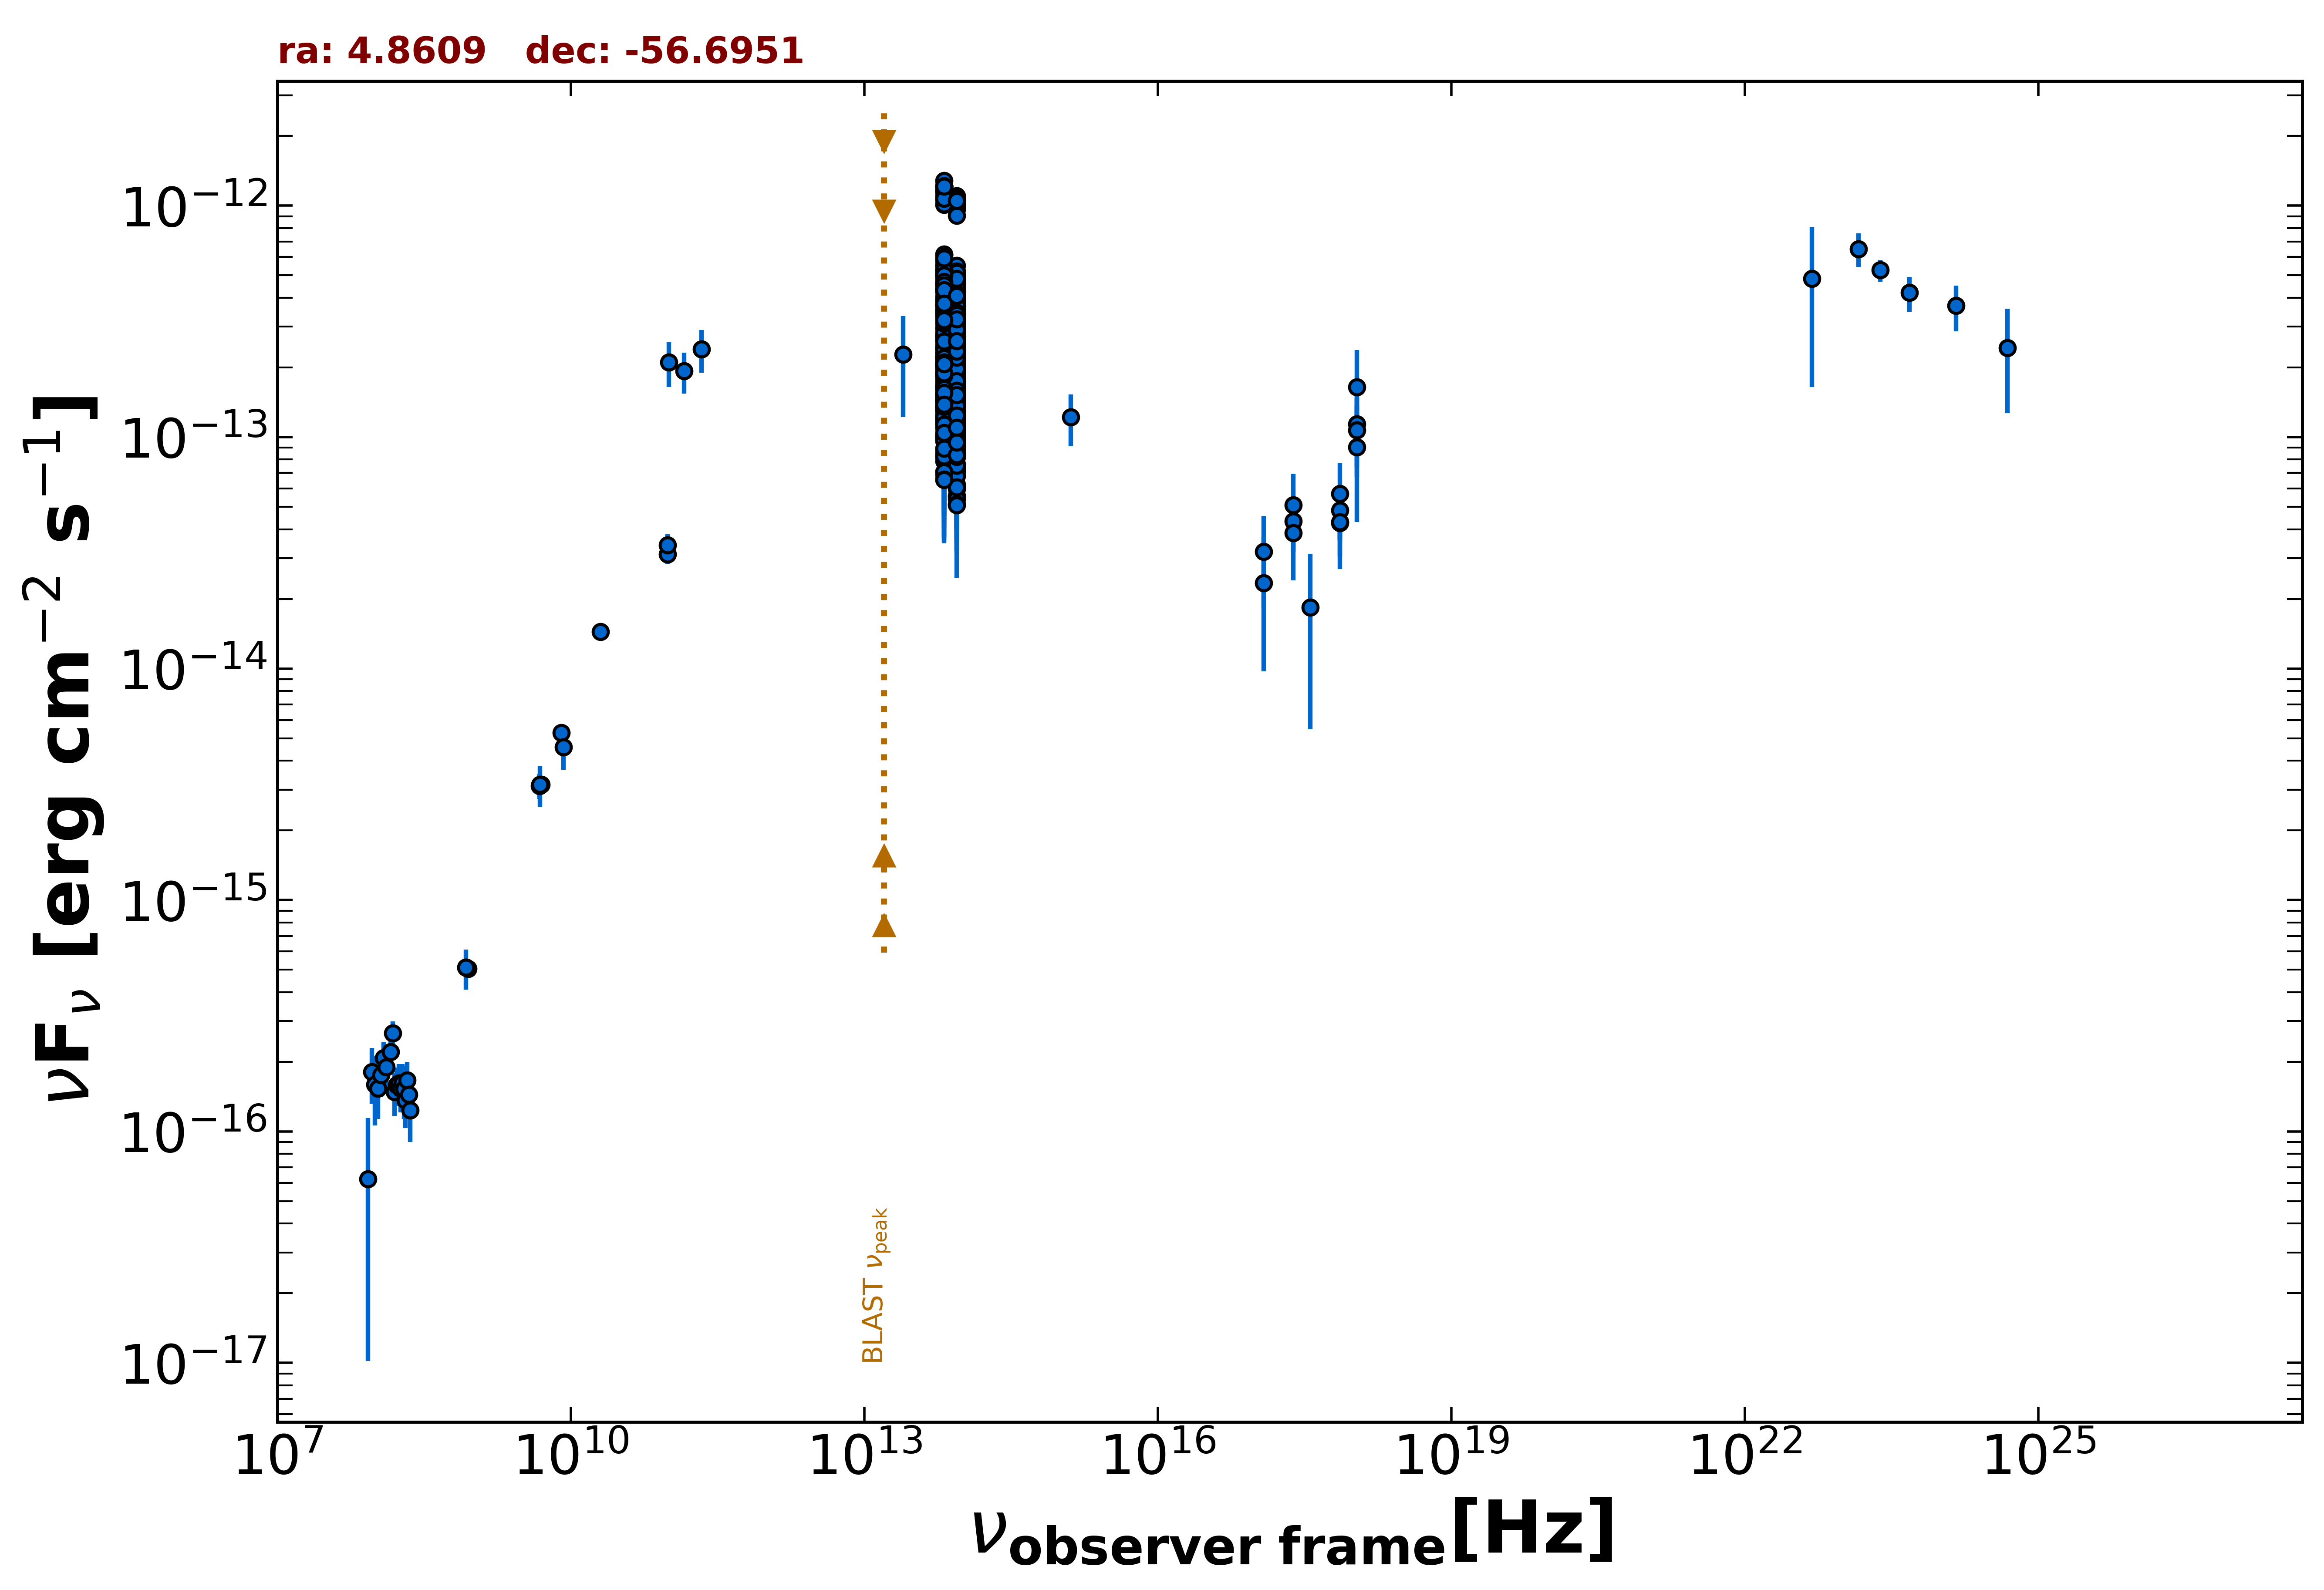 ra: 4.8609 dec: -56.6951
10⁻¹²
10⁻¹³
10⁻¹⁴
10⁻¹⁵
10⁻¹⁶
10⁻¹⁷
νFν [erg cm⁻² s⁻¹]
BLAST νpeak
10⁷ 10¹⁰ 10¹³ 10¹⁶ 10¹⁹ 10²² 10²⁵
νobserver frame[Hz]